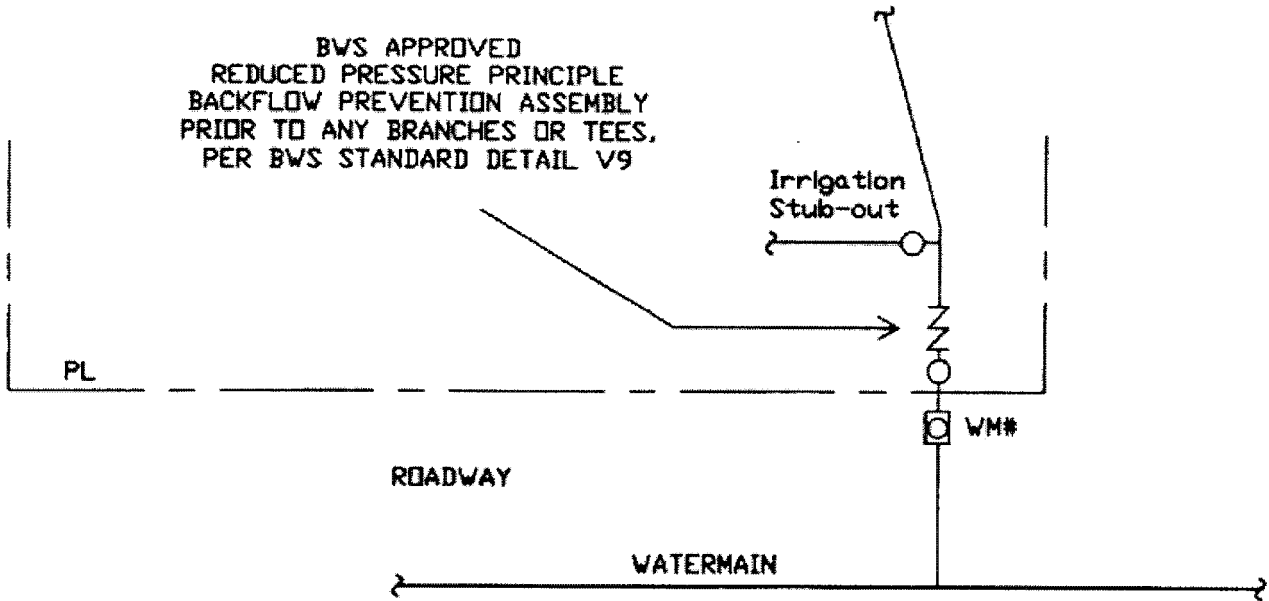 BWS APPROVED
REDUCED PRESSURE PRINCIPLE
BACKFLOW PREVENTION ASSEMBLY
PRIOR TO ANY BRANCHES OR TEES,
PER BWS STANDARD DETAIL V9
Irrigation
Stub-out
PL
WM#
ROADWAY
WATERMAIN